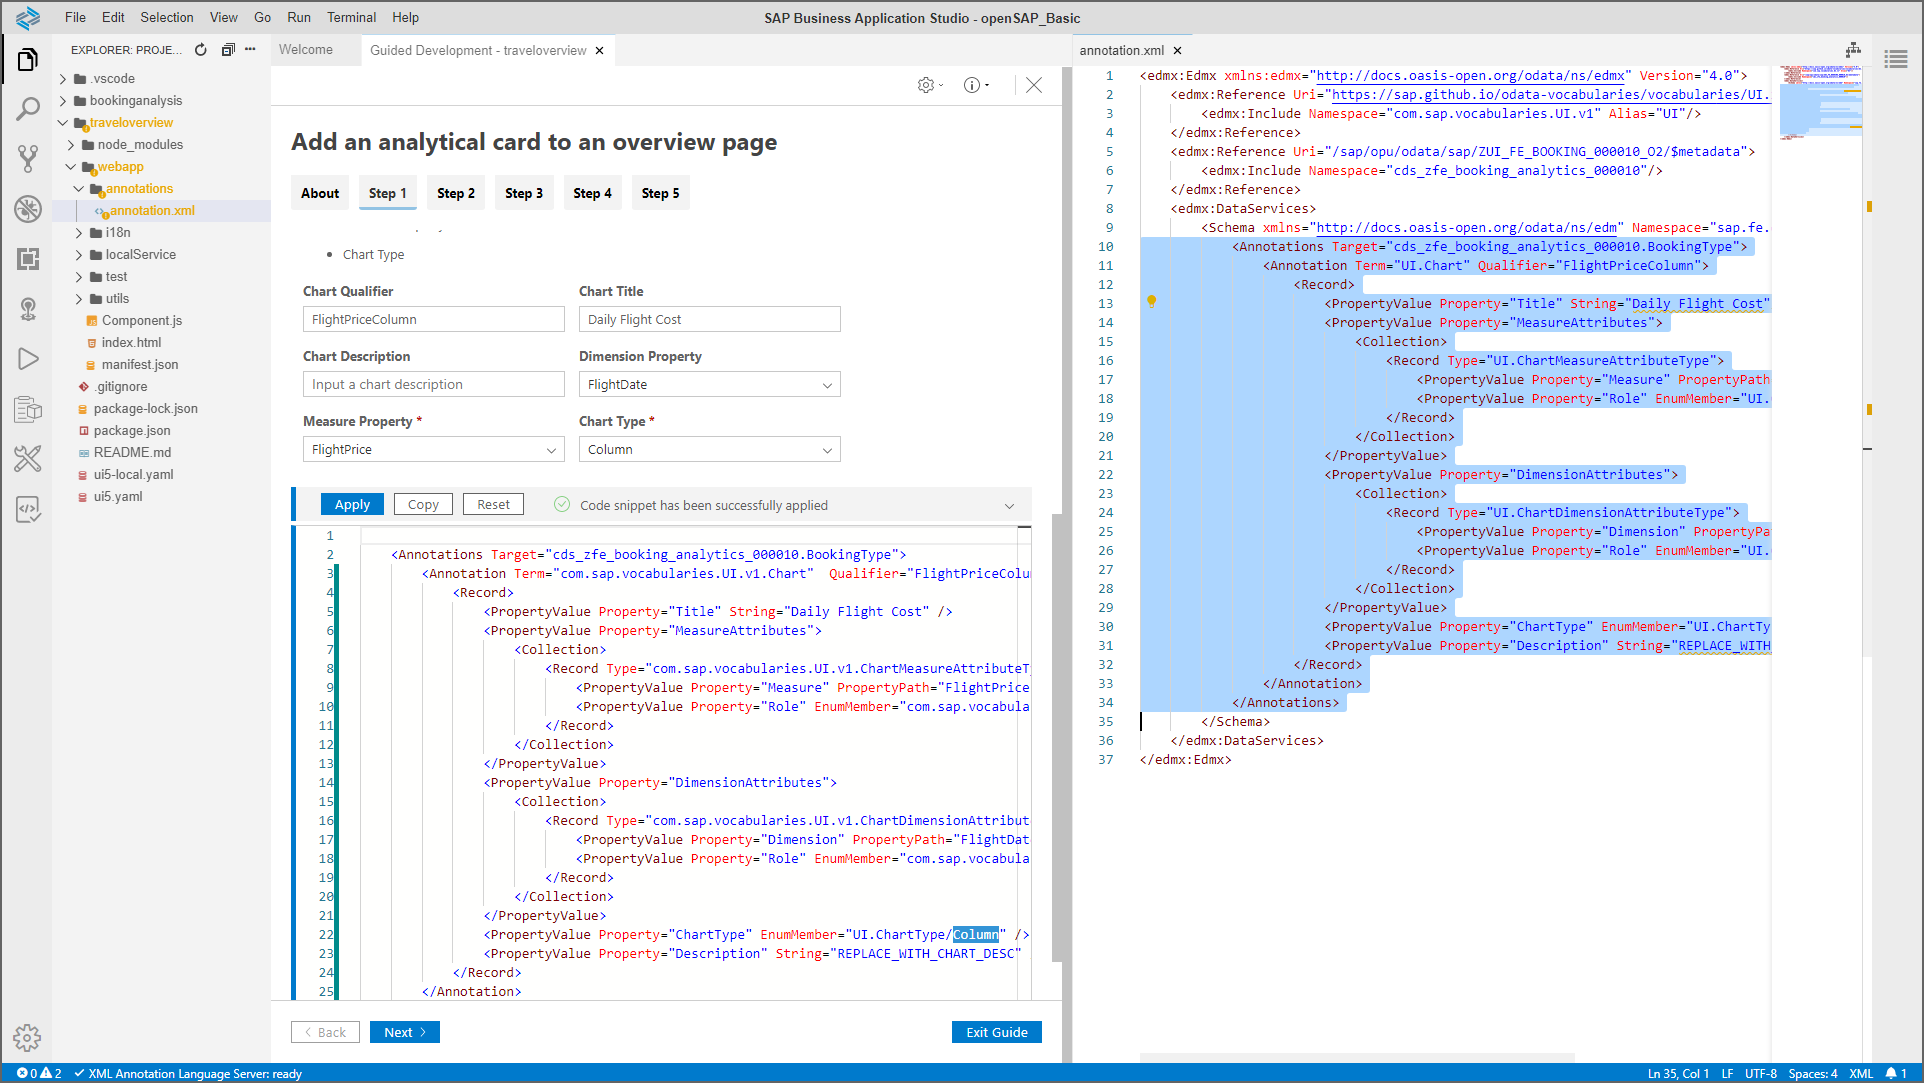 File Edit Selection View Go Run Terminal Help
SAP Business Application Studio - openSAP_Basic
EXPLORER: PROJE...
Welcome
Guided Development - traveloverview
annotation.xml
.vscode
bookinganalysis
traveloverview
node_modules
webapp
annotations
annotation.xml
i18n
localService
test
utils
Component.js
index.html
manifest.json
.gitignore
package-lock.json
package.json
README.md
ui5-local.yaml
ui5.yaml
Add an analytical card to an overview page
About Step 1 Step 2 Step 3 Step 4 Step 5
• Chart Type
Chart Qualifier Chart Title
FlightPriceColumn Daily Flight Cost
Chart Description Dimension Property
Input a chart description FlightDate
Measure Property * Chart Type *
FlightPrice Column
Apply Copy Reset Code snippet has been successfully applied
1
2 <Annotations Target="cds_zfe_booking_analytics_000010.BookingType">
3 <Annotation Term="com.sap.vocabularies.UI.v1.Chart"  Qualifier="FlightPriceColu
4 <Record>
5 <PropertyValue Property="Title" String="Daily Flight Cost" />
6 <PropertyValue Property="MeasureAttributes">
7 <Collection>
8 <Record Type="com.sap.vocabularies.UI.v1.ChartMeasureAttributeT
9 <PropertyValue Property="Measure" PropertyPath="FlightPrice
10 <PropertyValue Property="Role" EnumMember="com.sap.vocabula
11 </Record>
12 </Collection>
13 </PropertyValue>
14 <PropertyValue Property="DimensionAttributes">
15 <Collection>
16 <Record Type="com.sap.vocabularies.UI.v1.ChartDimensionAttribut
17 <PropertyValue Property="Dimension" PropertyPath="FlightDat
18 <PropertyValue Property="Role" EnumMember="com.sap.vocabula
19 </Record>
20 </Collection>
21 </PropertyValue>
22 <PropertyValue Property="ChartType" EnumMember="UI.ChartType/Column" />
23 <PropertyValue Property="Description" String="REPLACE_WITH_CHART_DESC"
24 </Record>
25 </Annotation>
< Back Next > Exit Guide
1 <edmx:Edmx xmlns:edmx="http://docs.oasis-open.org/odata/ns/edmx" Version="4.0">
2 <edmx:Reference Uri="https://sap.github.io/odata-vocabularies/vocabularies/UI.
3 <edmx:Include Namespace="com.sap.vocabularies.UI.v1" Alias="UI"/>
4 </edmx:Reference>
5 <edmx:Reference Uri="/sap/opu/odata/sap/ZUI_FE_BOOKING_000010_O2/$metadata">
6 <edmx:Include Namespace="cds_zfe_booking_analytics_000010"/>
7 </edmx:Reference>
8 <edmx:DataServices>
9 <Schema xmlns="http://docs.oasis-open.org/odata/ns/edm" Namespace="sap.fe.
10 <Annotations Target="cds_zfe_booking_analytics_000010.BookingType">
11 <Annotation Term="UI.Chart" Qualifier="FlightPriceColumn">
12 <Record>
13 <PropertyValue Property="Title" String="Daily Flight Cost"
14 <PropertyValue Property="MeasureAttributes">
15 <Collection>
16 <Record Type="UI.ChartMeasureAttributeType">
17 <PropertyValue Property="Measure" PropertyPath
18 <PropertyValue Property="Role" EnumMember="UI.
19 </Record>
20 </Collection>
21 </PropertyValue>
22 <PropertyValue Property="DimensionAttributes">
23 <Collection>
24 <Record Type="UI.ChartDimensionAttributeType">
25 <PropertyValue Property="Dimension" PropertyPa
26 <PropertyValue Property="Role" EnumMember="UI.
27 </Record>
28 </Collection>
29 </PropertyValue>
30 <PropertyValue Property="ChartType" EnumMember="UI.ChartTy
31 <PropertyValue Property="Description" String="REPLACE_WITH
32 </Record>
33 </Annotation>
34 </Annotations>
35 </Schema>
36 </edmx:DataServices>
37 </edmx:Edmx>
0 2 XML Annotation Language Server: ready
Ln 35, Col 1 LF UTF-8 Spaces: 4 XML 1